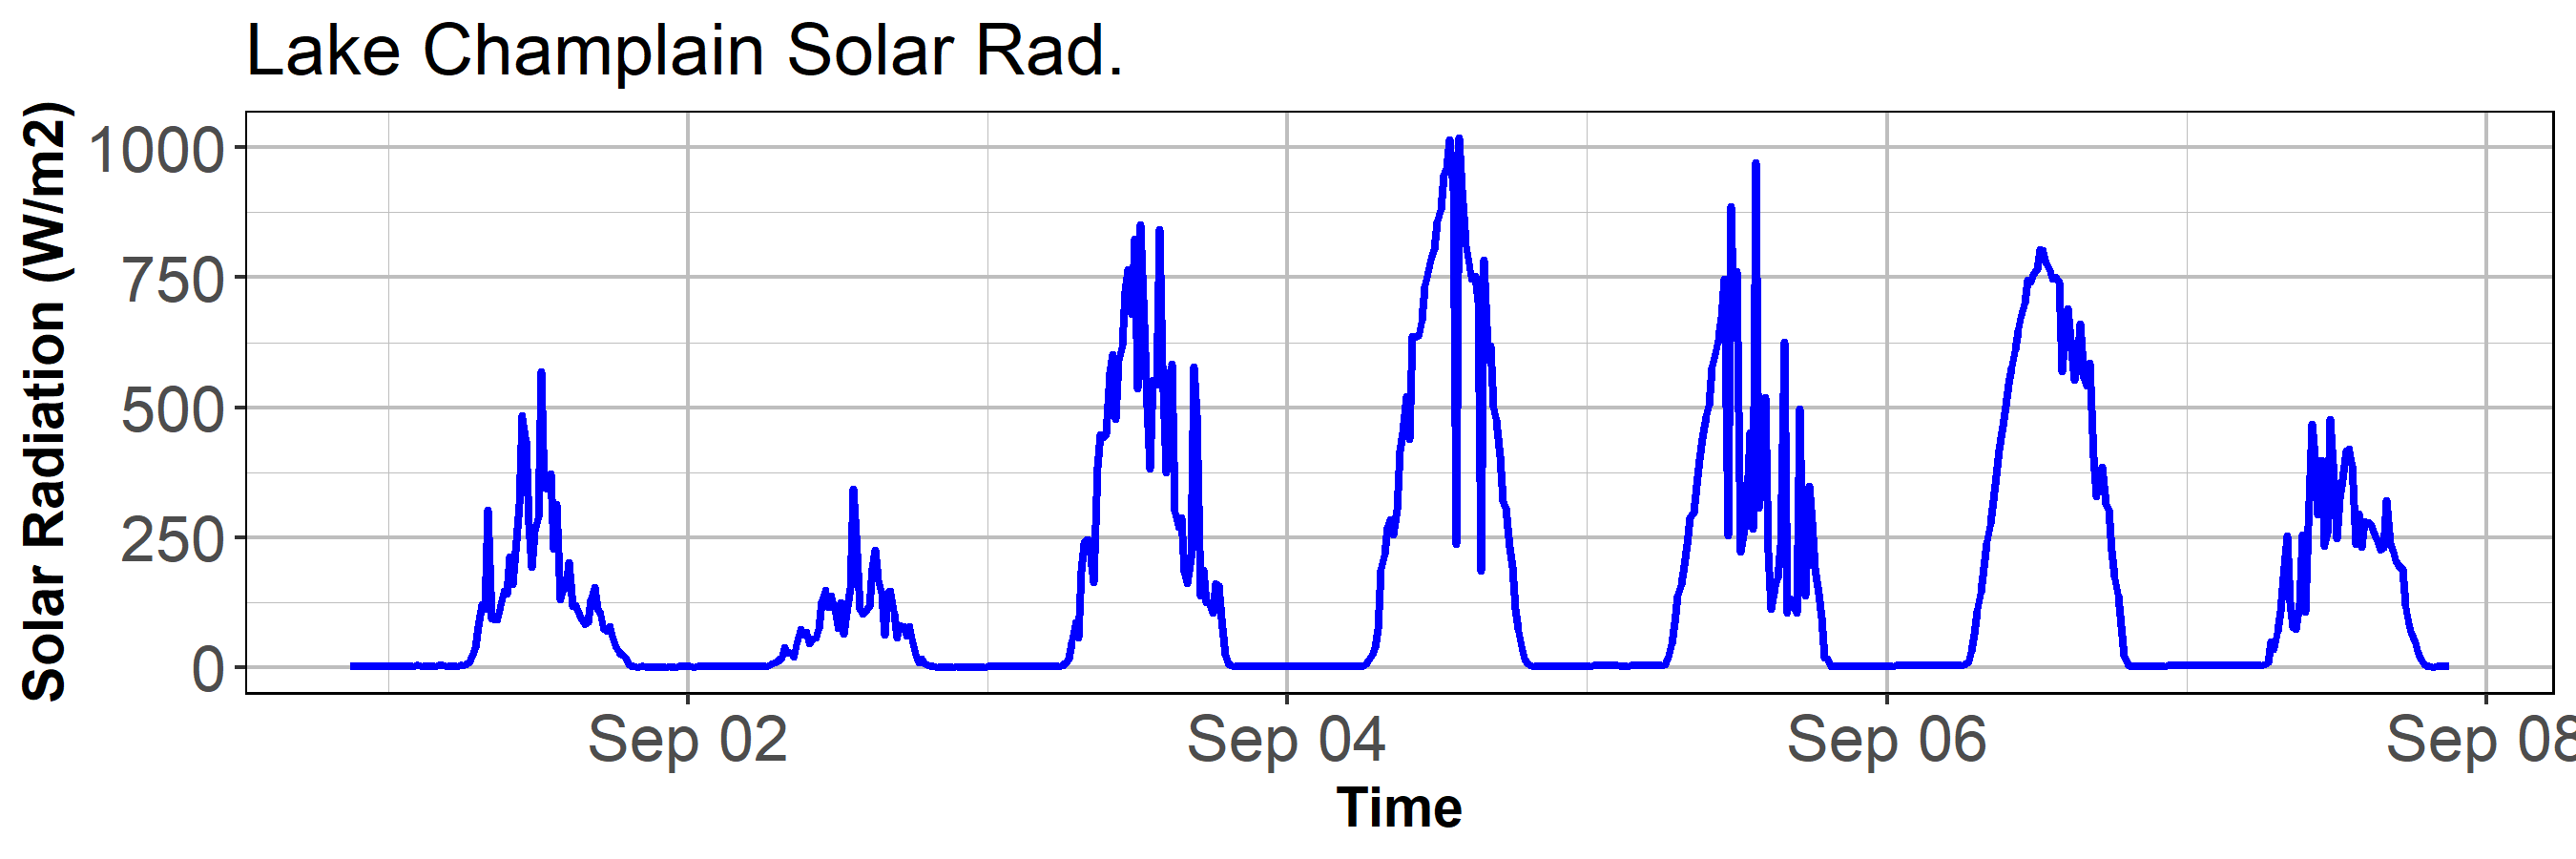 Lake Champlain Solar Rad.
Solar Radiation (W/m2)
1000
750
500
250
0
Sep 02 Sep 04 Sep 06 Sep 08
Time